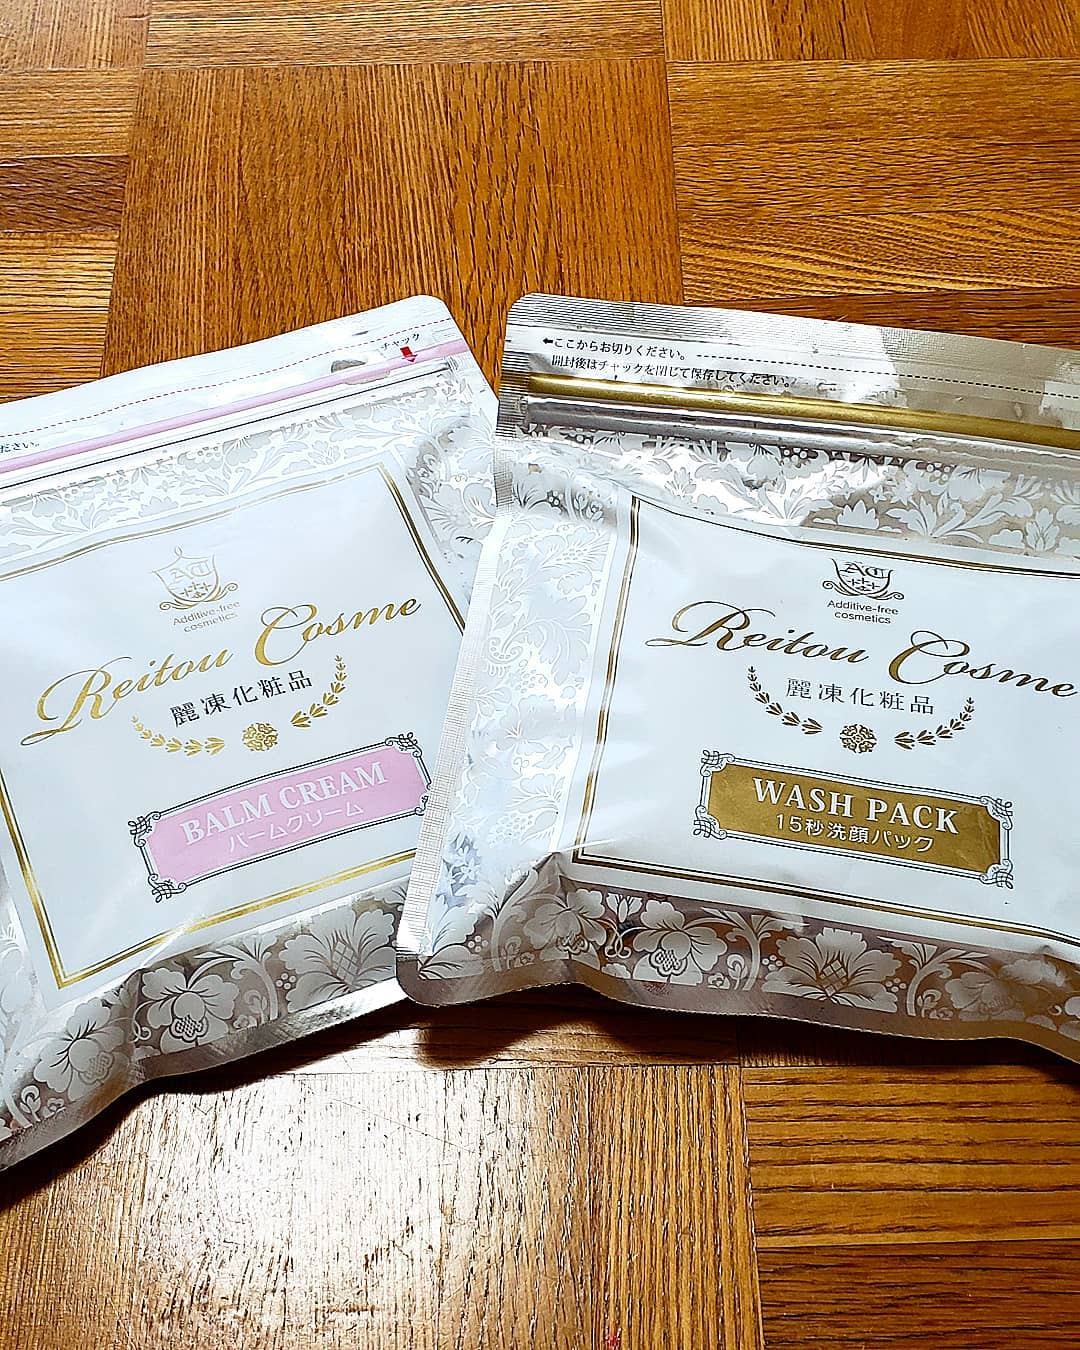 チャック
ださい。
AC
Additive-free
cosmetics
Reitou Cosme
麗凍化粧品
BALM CREAM
バームクリーム
⬅ここからお切りください。
開封後はチャックを閉じて保存してください。
AC
Additive-free
cosmetics
Reitou Cosme
麗凍化粧品
WASH PACK
15秒洗顔パック